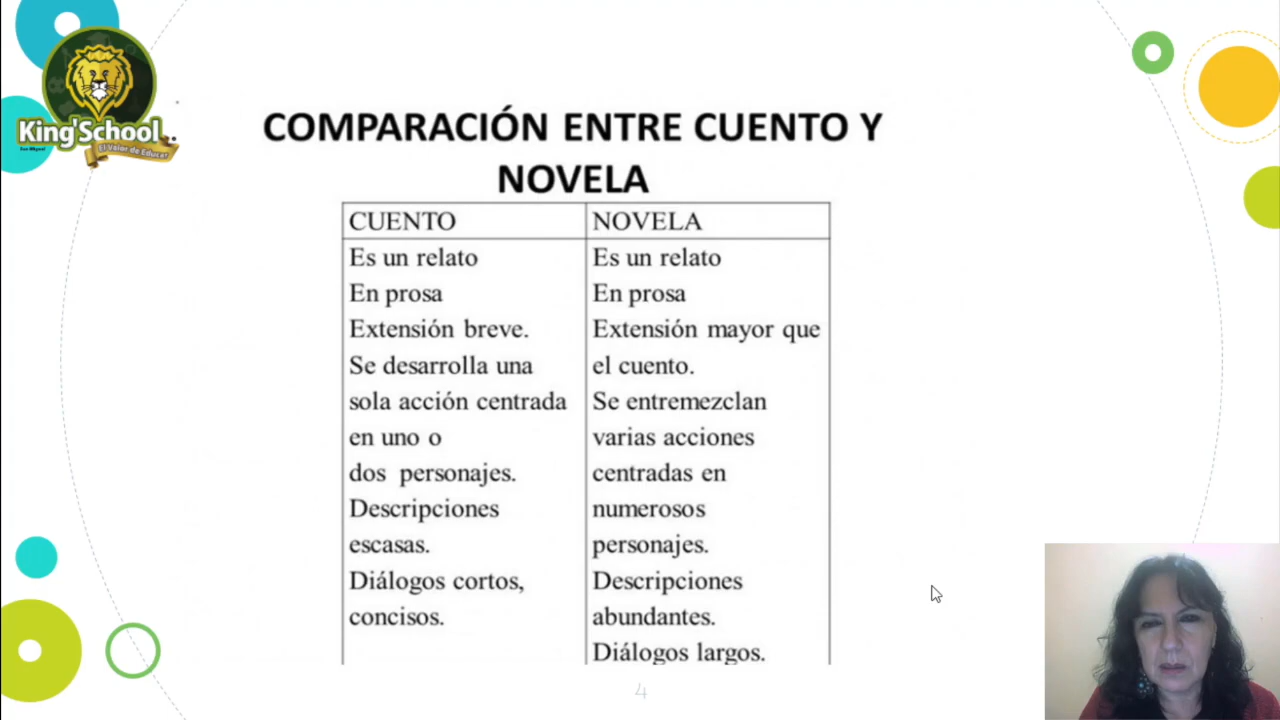 King'School
San Miguel
El Valor de Educar
COMPARACIÓN ENTRE CUENTO Y
NOVELA
CUENTO
Es un relato
En prosa
Extensión breve.
Se desarrolla una
sola acción centrada
en uno o
dos personajes.
Descripciones
escasas.
Diálogos cortos,
concisos.
NOVELA
Es un relato
En prosa
Extensión mayor que
el cuento.
Se entremezclan
varias acciones
centradas en
numerosos
personajes.
Descripciones
abundantes.
Diálogos largos.
4